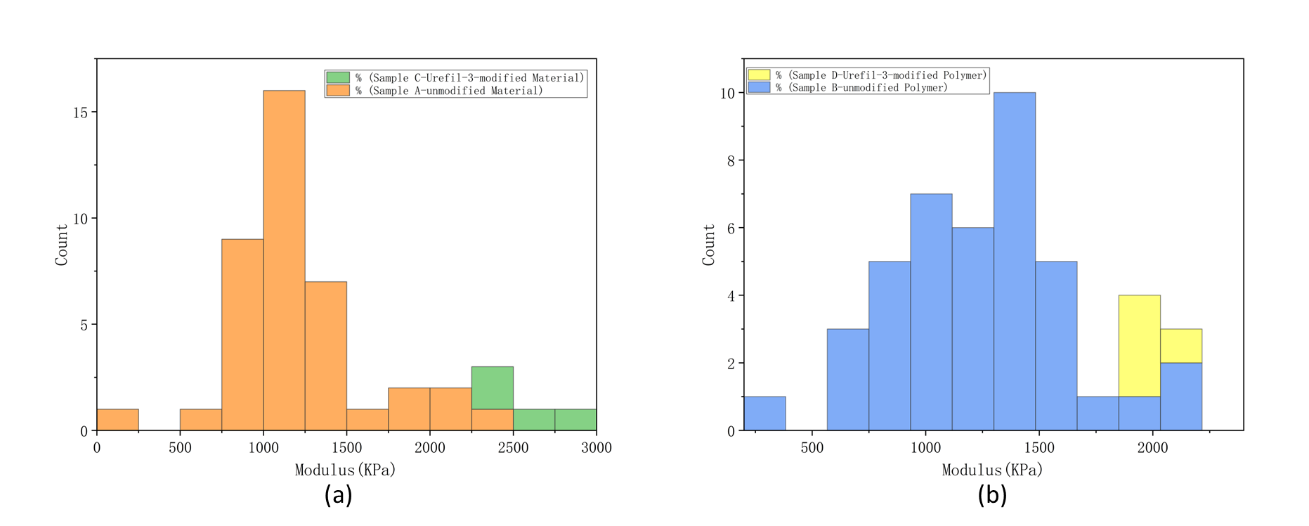 % (Sample C-Urefil-3-modified Material)
% (Sample A-unmodified Material)
15
10
5
0
Count
0 500 1000 1500 2000 2500 3000
Modulus(KPa)
(a)
% (Sample D-Urefil-3-modified Polymer)
% (Sample B-unmodified Polymer)
10
8
6
4
2
0
Count
500 1000 1500 2000
Modulus(KPa)
(b)